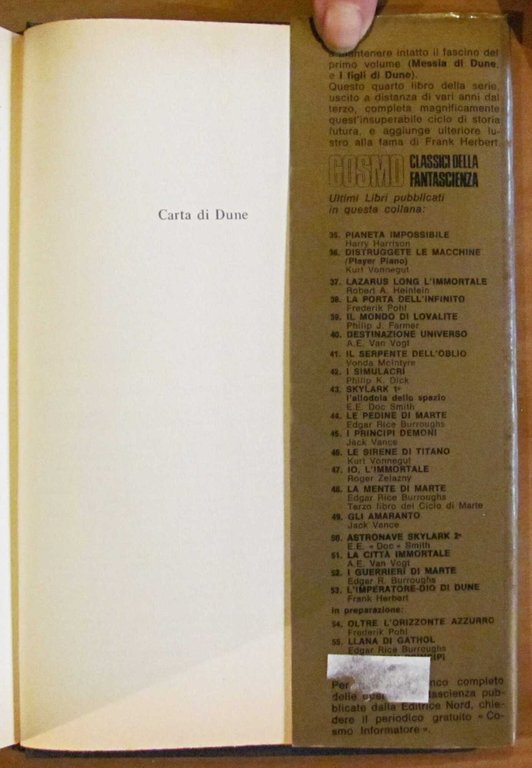 Carta di Dune
a mantenere intatto il fascino del
primo volume (Messia di Dune,
e I figli di Dune).
Questo quarto libro della serie,
uscito a distanza di vari anni dal
terzo, completa magnificamente
quest'insuperabile ciclo di storia
futura, e aggiunge ulteriore lu-
stro alla fama di Frank Herbert.
COSMO CLASSICI DELLA
FANTASCIENZA
Ultimi Libri pubblicati
in questa collana:
35. PIANETA IMPOSSIBILE
Harry Harrison
36. DISTRUGGETE LE MACCHINE
(Player Piano)
Kurt Vonnegut
37. LAZARUS LONG L'IMMORTALE
Robert A. Heinlein
38. LA PORTA DELL'INFINITO
Frederik Pohl
39. IL MONDO DI LOVALITE
Philip J. Farmer
40. DESTINAZIONE UNIVERSO
A.E. Van Vogt
41. IL SERPENTE DELL'OBLIO
Vonda McIntyre
42. I SIMULACRI
Philip K. Dick
43. SKYLARK 1º
l'allodola dello spazio
E.E. Doc Smith
44. LE PEDINE DI MARTE
Edgar Rice Burroughs
45. I PRINCIPI DEMONI
Jack Vance
46. LE SIRENE DI TITANO
Kurt Vonnegut
47. IO, L'IMMORTALE
Roger Zelazny
48. LA MENTE DI MARTE
Edgar Rice Burroughs
Terzo libro del Ciclo di Marte
49. GLI AMARANTO
Jack Vance
50. ASTRONAVE SKYLARK 2º
E.E. « Doc » Smith
51. LA CITTÀ IMMORTALE
A.E. Van Vogt
52. I GUERRIERI DI MARTE
Edgar R. Burroughs
53. L'IMPERATORE-DIO DI DUNE
Frank Herbert
in preparazione:
54. OLTRE L'ORIZZONTE AZZURRO
Frederik Pohl
55. LLANA DI GATHOL
Edgar Rice Burroughs
Per completo
delle pub-
blicate dalla Editrice Nord, chie-
dere il periodico gratuito « Co-
smo Informatore ».